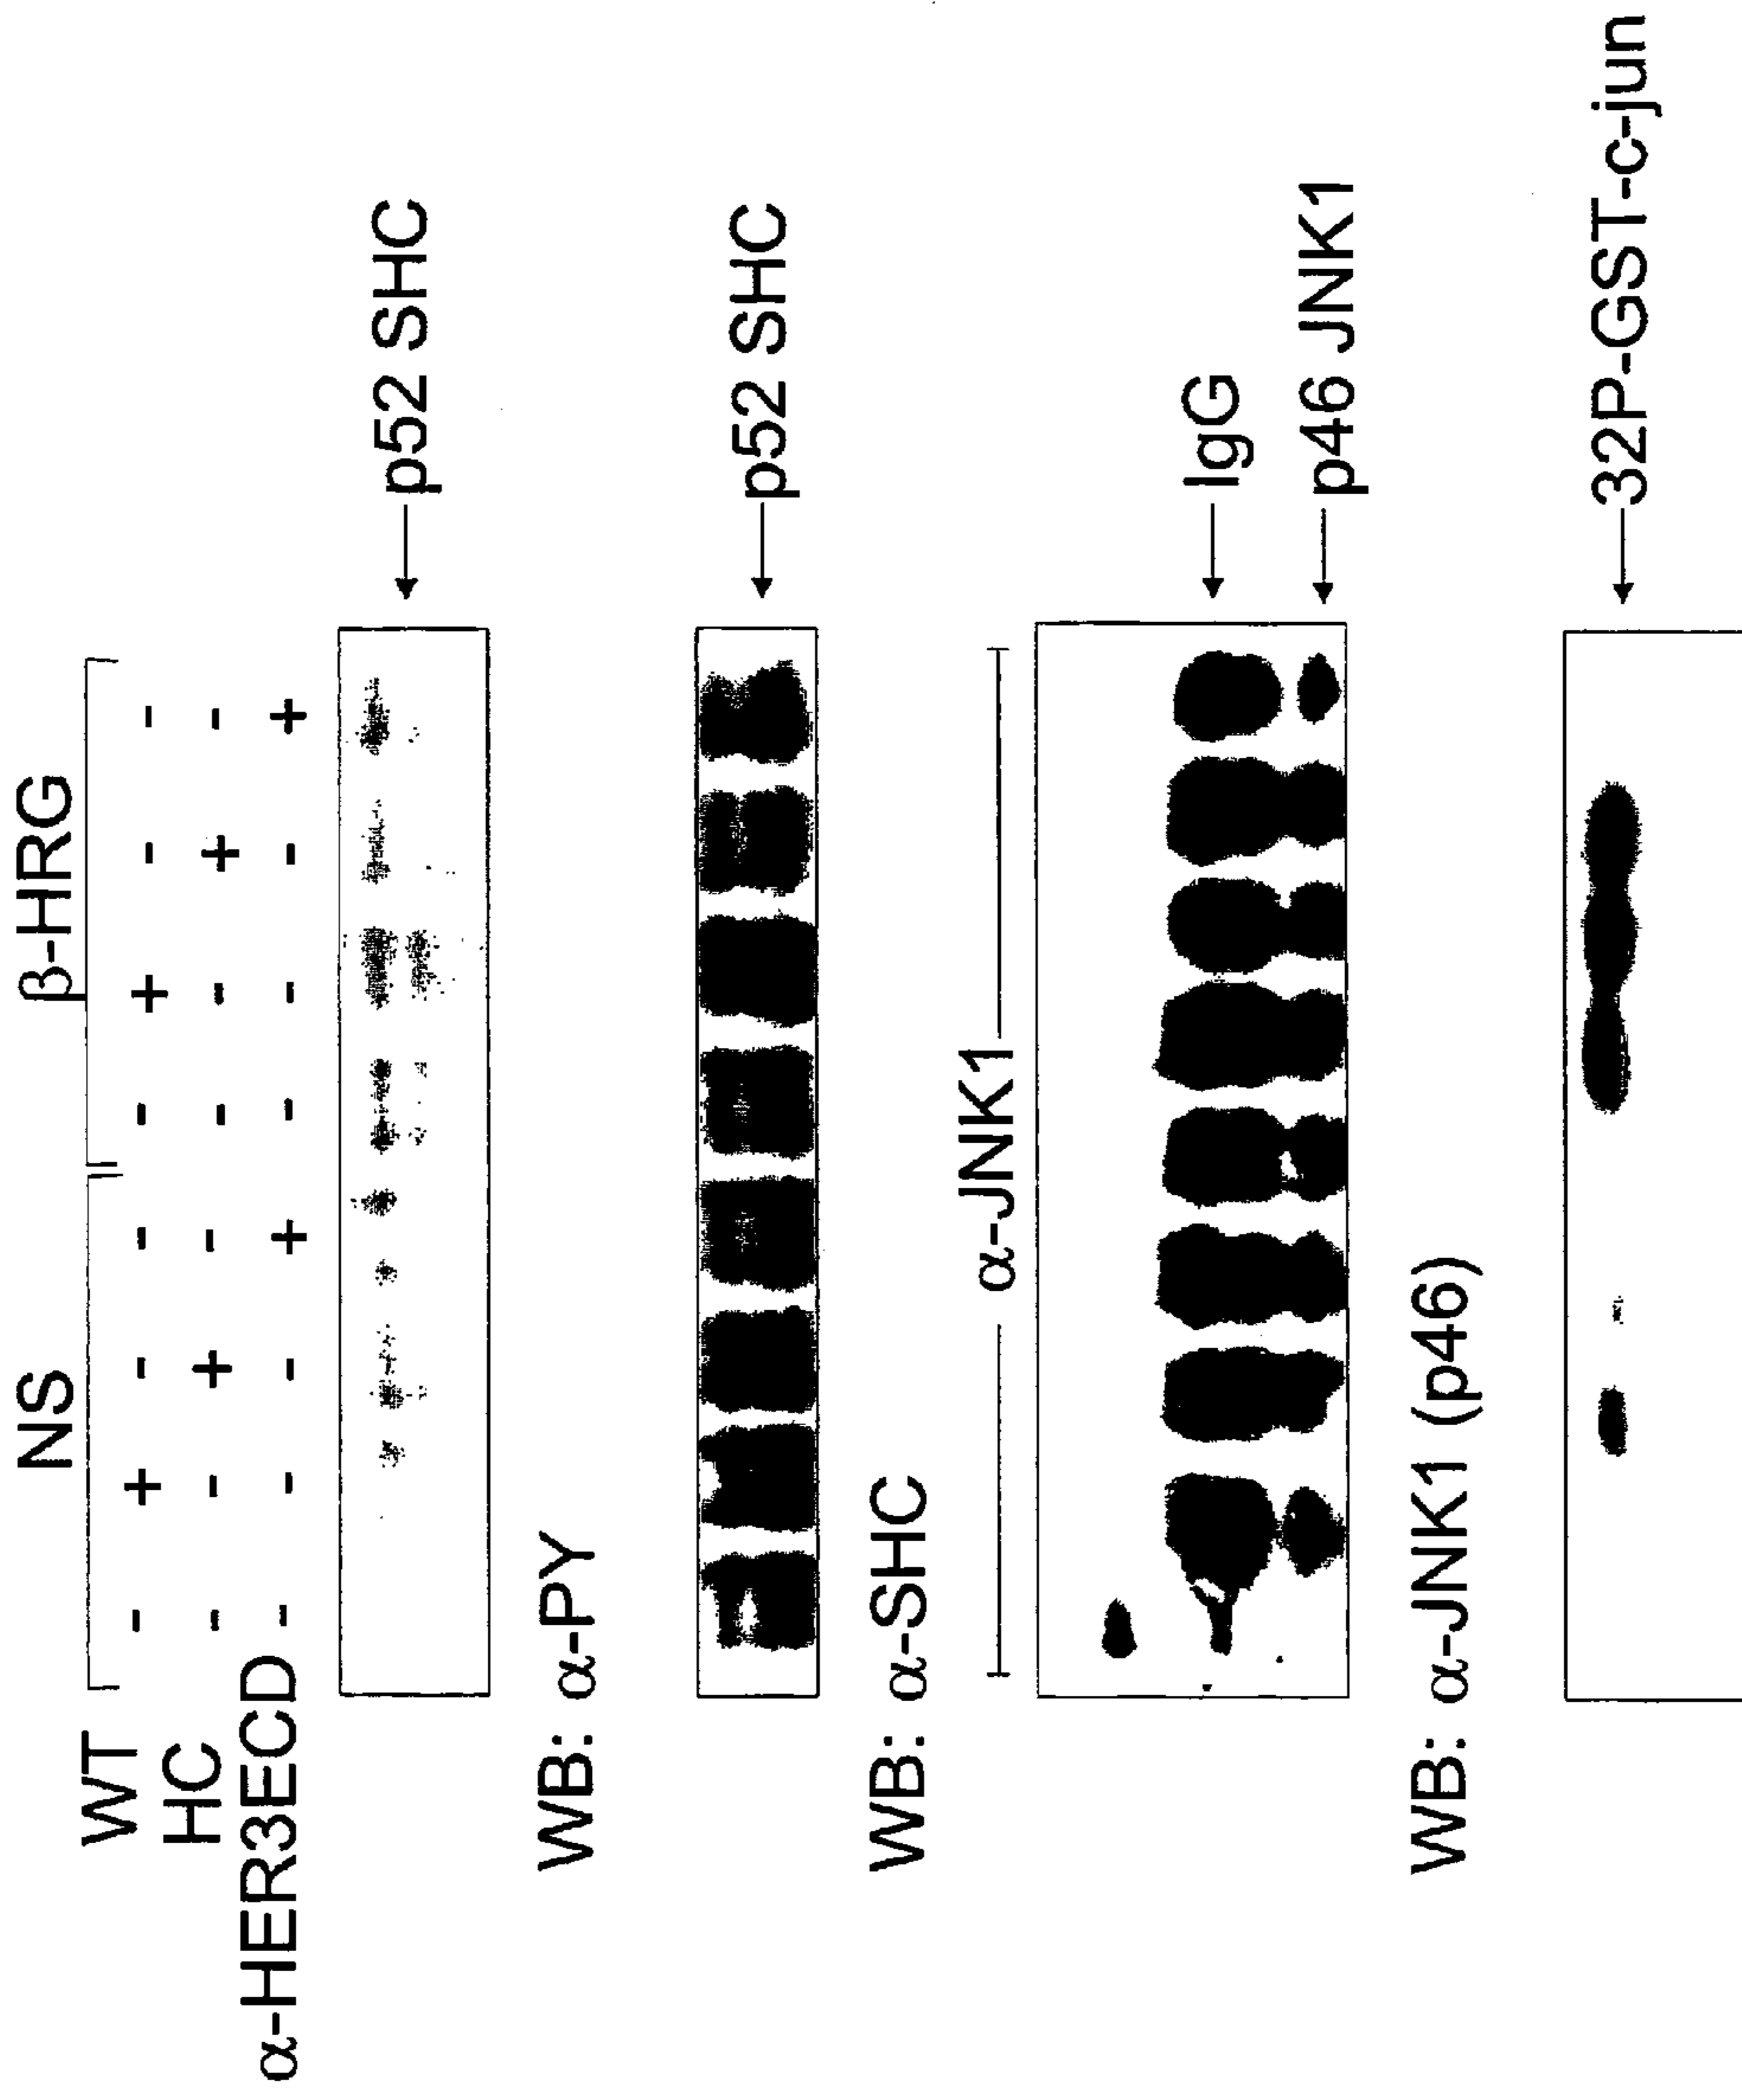 NS β-HRG
WT - + - - - + - -
HC - - + - - - + -
α-HER3ECD - - - + - - - +
p52 SHC
WB: α-PY
p52 SHC
WB: α-SHC
α-JNK1
IgG
p46 JNK1
WB: α-JNK1 (p46)
32P-GST-c-jun